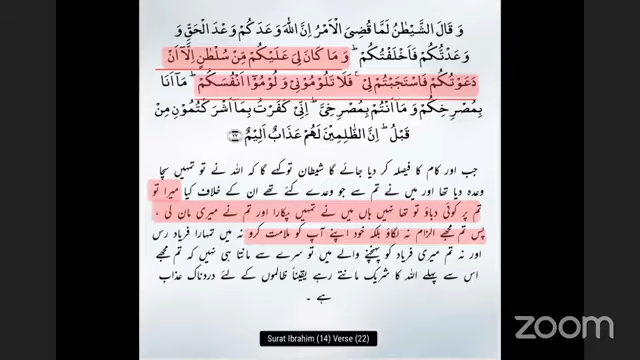 وَ قَالَ الشَّیْطٰنُ لَمَّا قُضِیَ الْاَمْرُ اِنَّ اللّٰهَ وَعَدَكُمْ وَعْدَ الْحَقِّ وَ
وَعَدْتُّكُمْ فَاَخْلَفْتُكُمْ ؕ وَ مَا كَانَ لِیَ عَلَیْكُمْ مِّنْ سُلْطٰنٍ اِلَّاۤ اَنْ
دَعَوْتُكُمْ فَاسْتَجَبْتُمْ لِیْ ۚ فَلَا تَلُوْمُوْنِیْ وَ لُوْمُوْۤا اَنْفُسَكُمْ ؕ مَاۤ اَنَا
بِمُصْرِخِكُمْ وَ مَاۤ اَنْتُمْ بِمُصْرِخِیَّ ؕ اِنِّیْ كَفَرْتُ بِمَاۤ اَشْرَكْتُمُوْنِ مِنْ
قَبْلُ ؕ اِنَّ الظّٰلِمِیْنَ لَهُمْ عَذَابٌ اَلِیْمٌ ﴿۲۲﴾
جب اور کام کا فیصلہ کر دیا جائے گا شیطان تو کہے گا کہ اللہ نے تو تمہیں سچا
وعدہ دیا تھا اور میں نے تم سے جو وعدے کئے تھے ان کے خلاف کیا میرا تو
تم پر کوئی دباؤ تو تھا نہیں ہاں میں نے تمہیں پکارا اور تم نے میری مان لی ،
پس تم مجھے الزام نہ لگاؤ بلکہ خود اپنے آپ کو ملامت کرو نہ میں تمہارا فریاد رس
اور نہ تم میری فریاد کو پہنچنے والے میں تو سرے سے مانتا ہی نہیں کہ تم مجھے
اس سے پہلے اللہ کا شریک مانتے رہے یقیناً ظالموں کے لئے دردناک عذاب
ہے ۔
Surat Ibrahim (14) Verse (22)
zoom